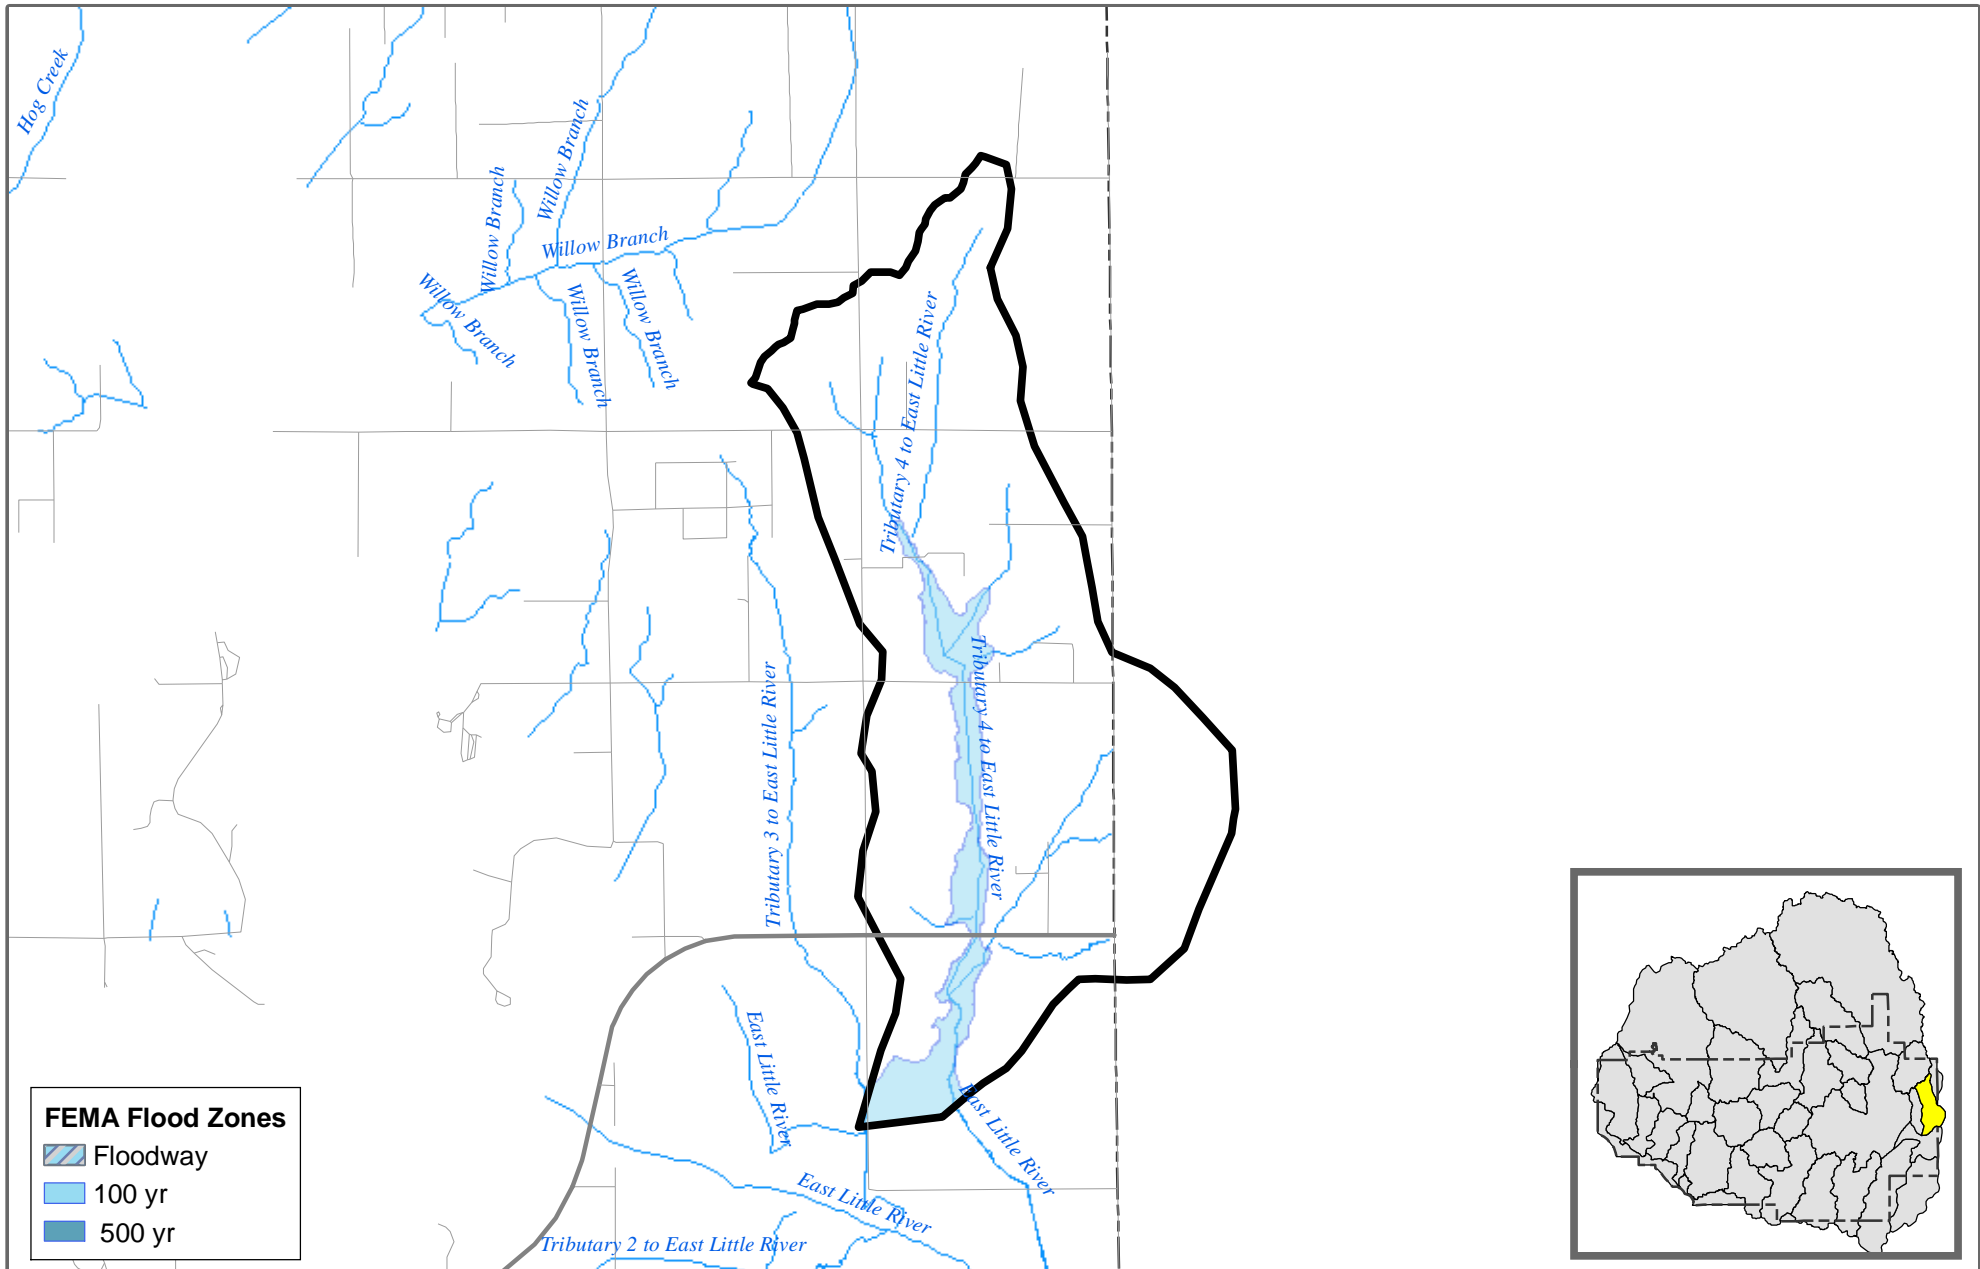 Hog Creek
Willow Branch
Willow Branch
Willow Branch
Willow Branch
Willow Branch
Willow Branch
Tributary 4 to East Little River
Tributary 4 to East Little River
Tributary 3 to East Little River
East Little River
East Little River
East Little River
Tributary 2 to East Little River
FEMA Flood Zones
Floodway
100 yr
500 yr